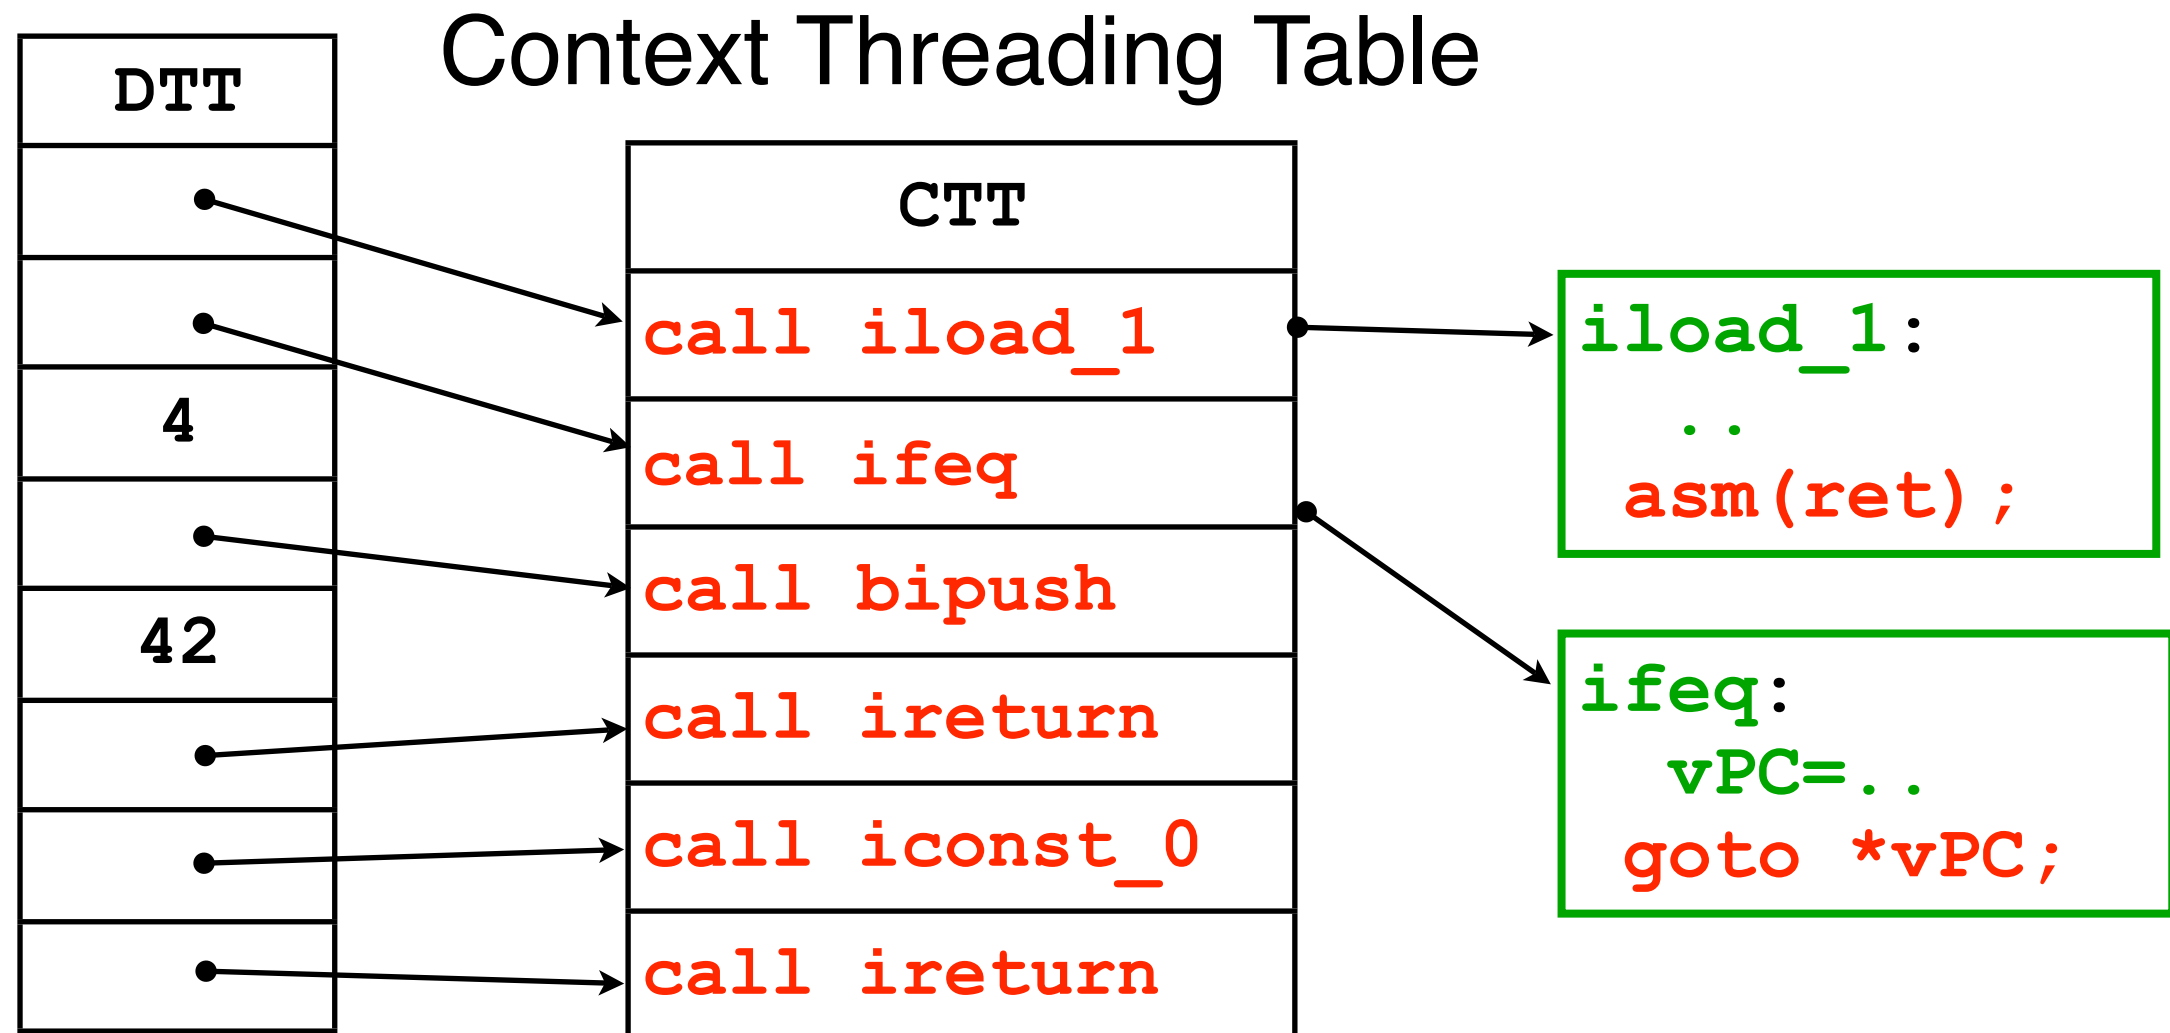 Context Threading Table
DTT
4
42
CTT
call iload_1
call ifeq
call bipush
call ireturn
call iconst_0
call ireturn
iload_1:
..
asm(ret);
ifeq:
vPC=..
goto *vPC;